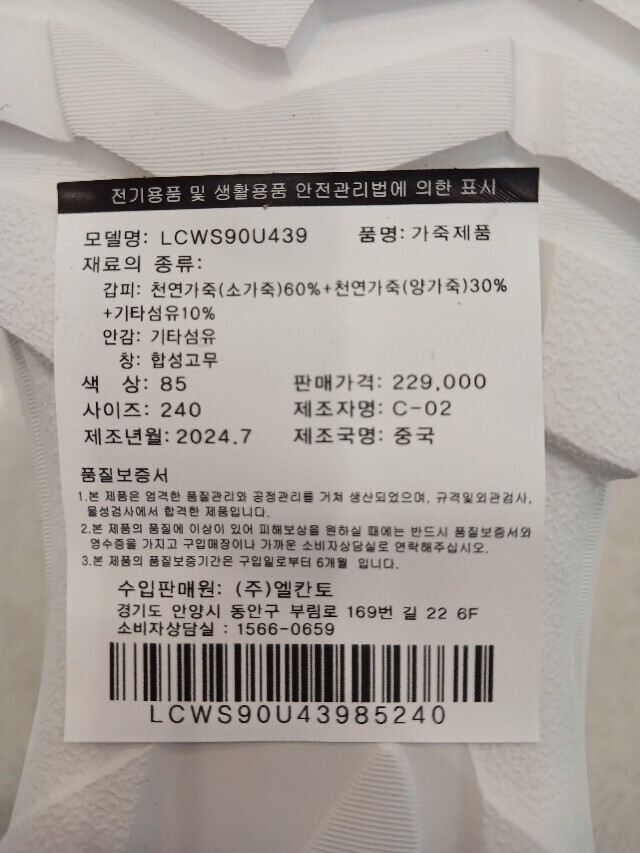 전기용품 및 생활용품 안전관리법에 의한 표시
모델명: LCWS90U439 품명: 가죽제품
재료의 종류:
갑피: 천연가죽(소가죽)60%+천연가죽(양가죽)30%
+기타섬유10%
안감: 기타섬유
창: 합성고무
색 상: 85 판매가격: 229,000
사이즈: 240 제조자명: C-02
제조년월: 2024.7 제조국명: 중국
품질보증서
1.본 제품은 엄격한 품질관리와 공정관리를 거쳐 생산되었으며, 규격및외관검사,
물성검사에서 합격한 제품입니다.
2.본 제품의 품질에 이상이 있어 피해보상을 원하실 때에는 반드시 품질보증서와
영수증을 가지고 구입매장이나 가까운 소비자상담실로 연락해주십시오.
3.본 제품의 품질보증기간은 구입일로부터 6개월 입니다.
수입판매원: (주)엘칸토
경기도 안양시 동안구 부림로 169번 길 22 6F
소비자상담실 : 1566-0659
LCWS90U43985240